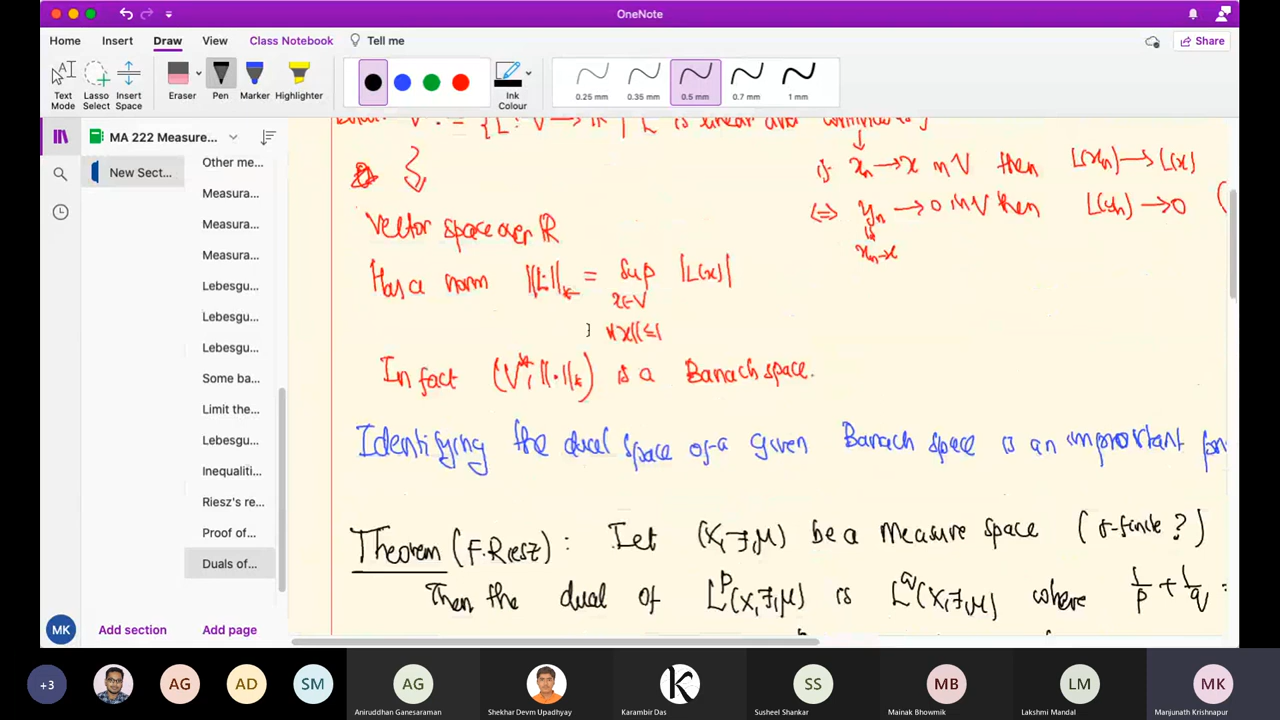 OneNote
Home Insert Draw View Class Notebook Tell me Share
Text Mode Lasso Select Insert Space Eraser Pen Marker Highlighter Ink Colour 0.25 mm 0.35 mm 0.5 mm 0.7 mm 1 mm
MA 222 Measure...
New Sect...
Other me...
Measura...
Measura...
Measura...
Lebesgu...
Lebesgu...
Lebesgu...
Some ba...
Limit the...
Lebesgu...
Inequaliti...
Riesz's re...
Proof of...
Duals of...
Add section Add page
V* := {L: V → ℝ | L is linear and
if xₙ → x in V then L(xₙ) → L(x)
⇔ yₙ → 0 in V then L(yₙ) → 0 (
xₙ-x
Vector space over ℝ
Has a norm ‖L‖_* = sup |L(x)|
x∈V
‖x‖≤1
In fact (V*, ‖·‖_*) is a Banach space.
Identifying the dual space of a given Banach space is an important
Theorem (F. Riesz) : Let (X, F, μ) be a measure space (σ-finite?)
Then the dual of L^p(X, F, μ) is L^q(X, F, μ) where 1/p + 1/q =
MK
+3 AG AD SM AG SS MB LM MK
Aniruddhan Ganesaraman Shekhar Devm Upadhyay Karambir Das Susheel Shankar Mainak Bhowmik Lakshmi Mandal Manjunath Krishnapur